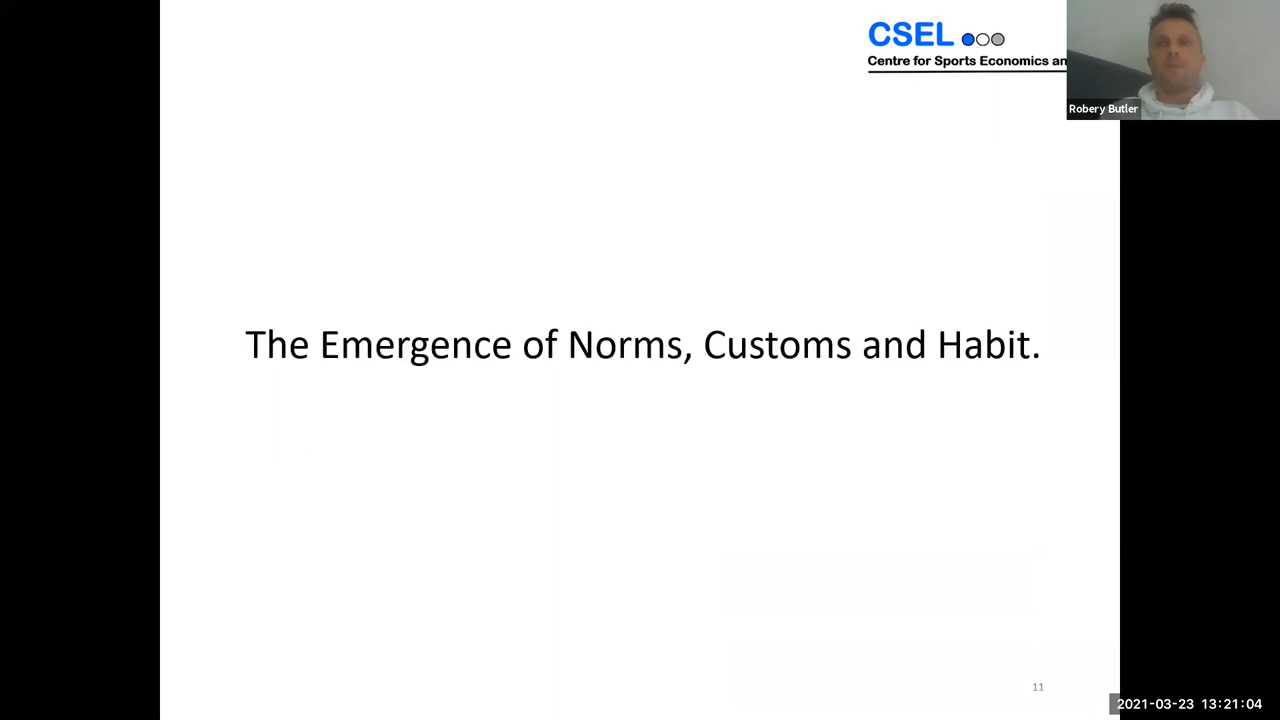 CSEL
Centre for Sports Economics an
Robery Butler
The Emergence of Norms, Customs and Habit.
11
2021-03-23 13:21:04